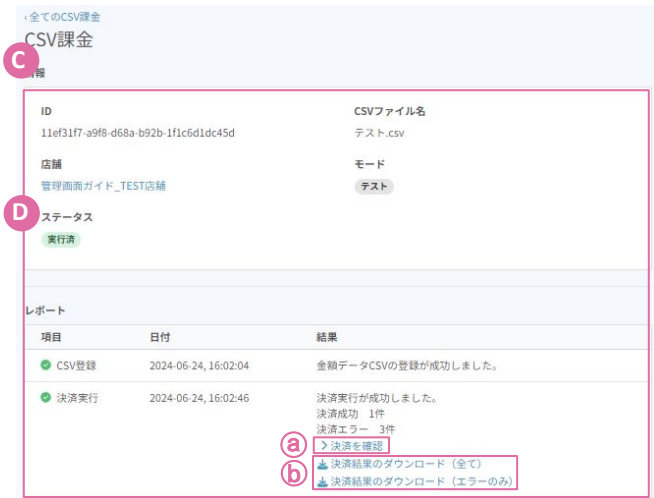 ‹全てのCSV課金
CSV課金
C
情報
ID
CSVファイル名
11ef31f7-a9f8-d68a-b92b-1f1c6d1dc45d
テスト.csv
店舗
モード
管理画面ガイド_TEST店舗
テスト
D
ステータス
実行済
レポート
項目 日付 結果
CSV登録 2024-06-24, 16:02:04 金額データCSVの登録が成功しました。
決済実行 2024-06-24, 16:02:46 決済実行が成功しました。
決済成功 1件
決済エラー 3件
ⓐ >決済を確認
ⓑ 決済結果のダウンロード（全て）
決済結果のダウンロード（エラーのみ）